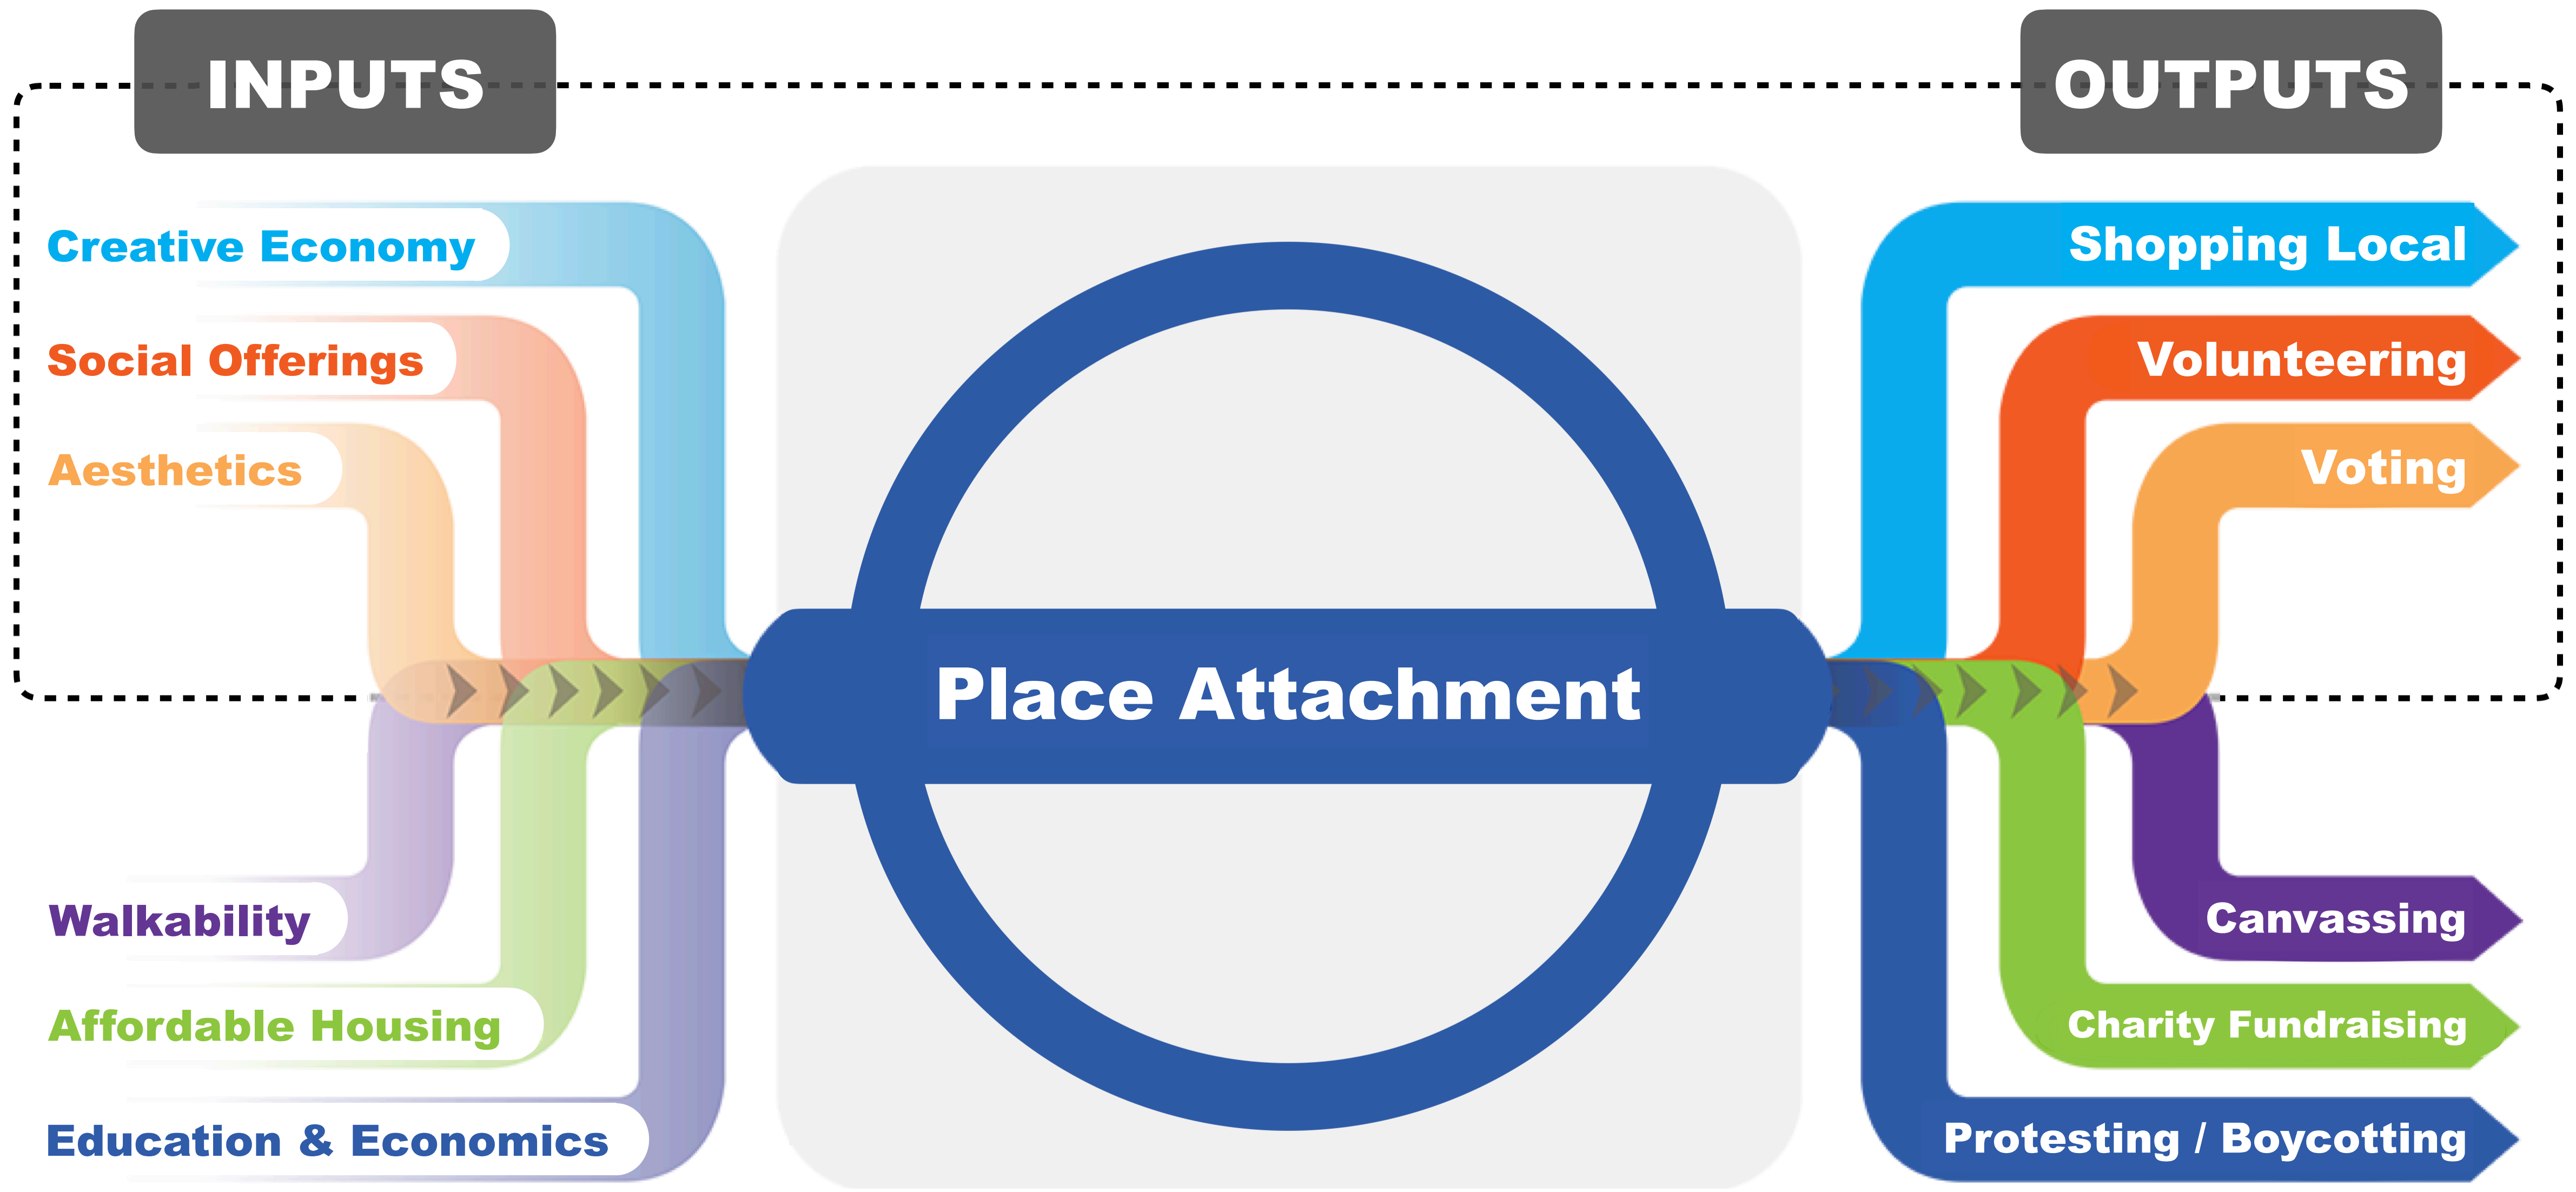 INPUTS
OUTPUTS
Creative Economy
Social Offerings
Aesthetics
Walkability
Affordable Housing
Education & Economics
Place Attachment
Shopping Local
Volunteering
Voting
Canvassing
Charity Fundraising
Protesting / Boycotting